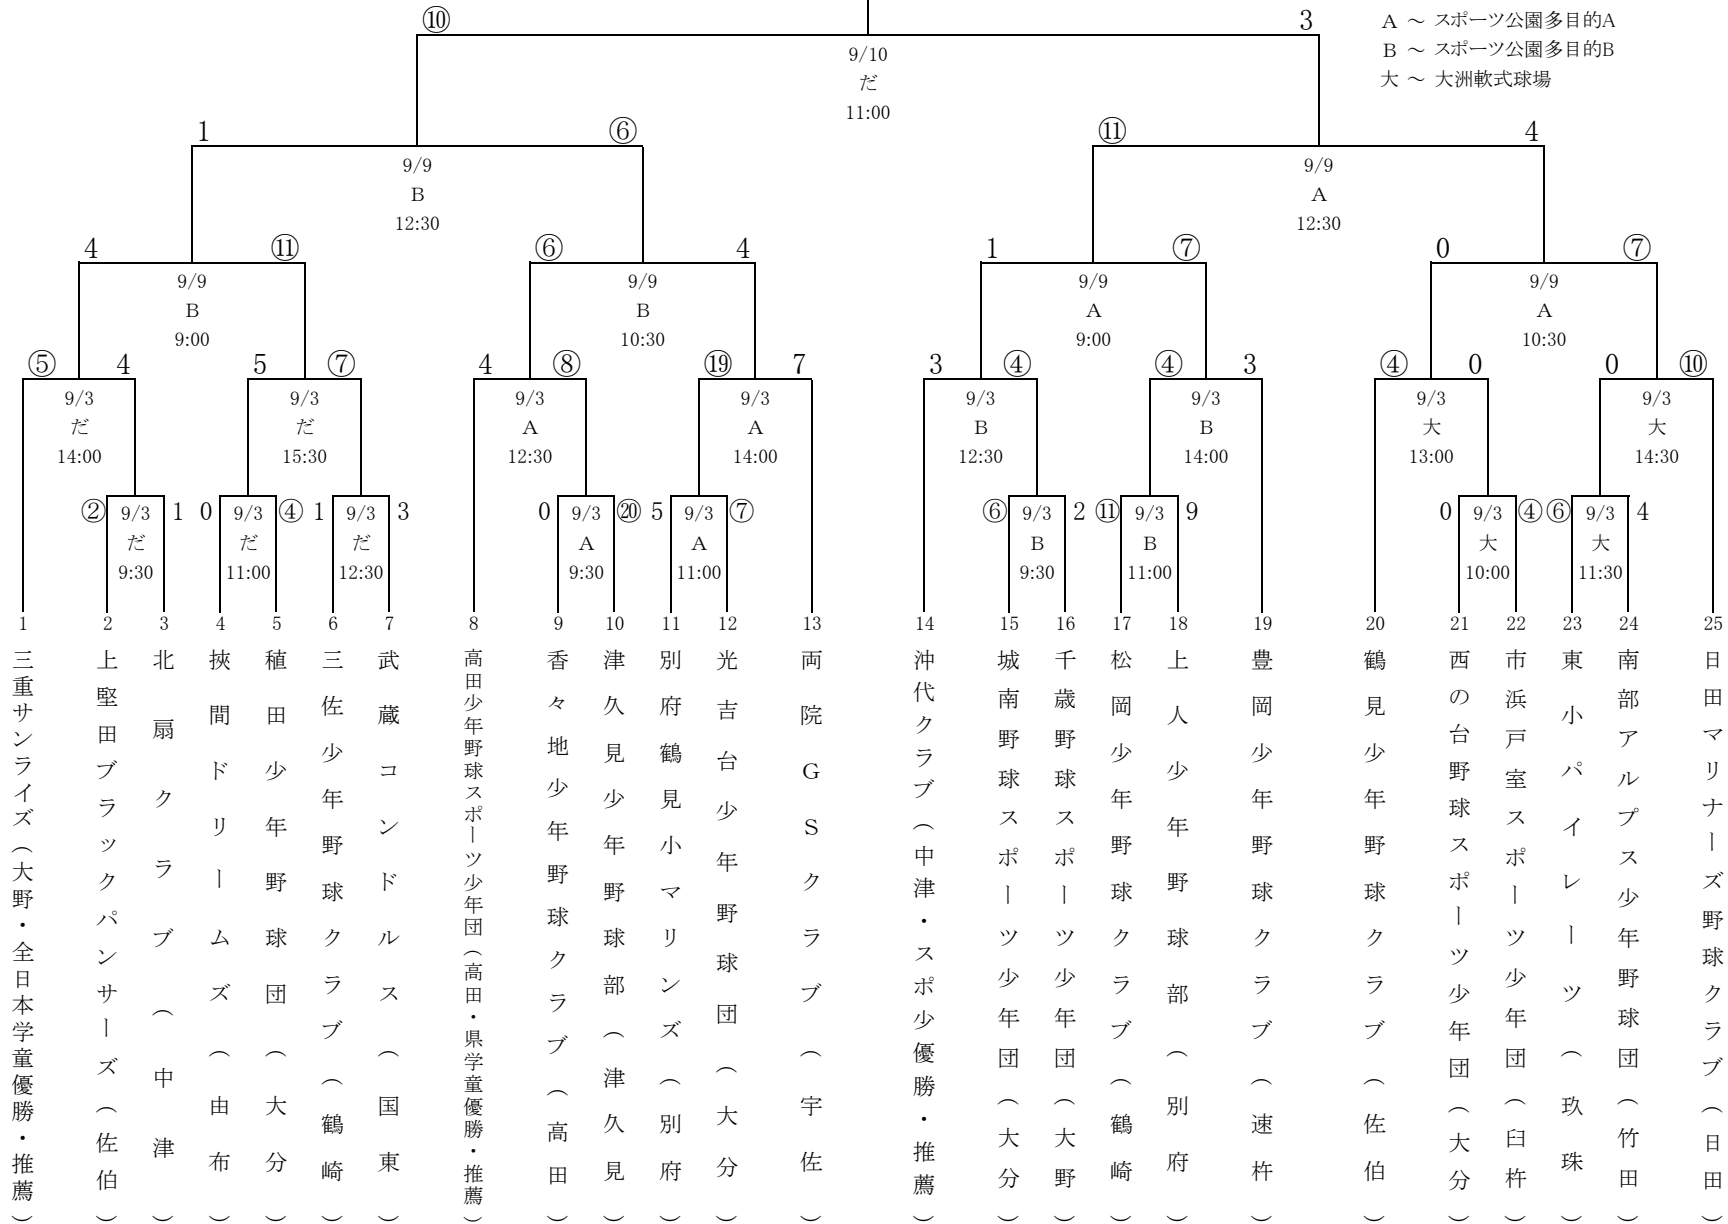 ⑩
3
A ～ スポーツ公園多目的A
B ～ スポーツ公園多目的B
大 ～ 大洲軟式球場
9/10
だ
11:00
1
⑥
⑪
4
9/9
B
12:30
9/9
A
12:30
4
⑪
⑥
4
1
⑦
0
⑦
9/9
B
9:00
9/9
B
10:30
9/9
A
9:00
9/9
A
10:30
⑤
4
5
⑦
4
⑧
⑲
7
3
④
④
3
④
0
0
⑩
9/3
だ
14:00
9/3
だ
15:30
9/3
A
12:30
9/3
A
14:00
9/3
B
12:30
9/3
B
14:00
9/3
大
13:00
9/3
大
14:30
②
9/3
だ
9:30
1
0
9/3
だ
11:00
④
1
9/3
だ
12:30
3
0
9/3
A
9:30
⑳
5
9/3
A
11:00
⑦
⑥
9/3
B
9:30
2
⑪
9/3
B
11:00
9
0
9/3
大
10:00
④
⑥
9/3
大
11:30
4
1
三重サンライズ（大野・全日本学童優勝・推薦）
2
上堅田ブラックパンサーズ（佐伯）
3
北扇クラブ（中津）
4
挾間ドリームズ（由布）
5
稙田少年野球団（大分）
6
三佐少年野球クラブ（鶴崎）
7
武蔵コンドルス（国東）
8
高田少年野球スポーツ少年団（高田・県学童優勝・推薦）
9
香々地少年野球クラブ（高田）
10
津久見少年野球部（津久見）
11
別府鶴見小マリンズ（別府）
12
光吉台少年野球団（大分）
13
両院GSクラブ（宇佐）
14
沖代クラブ（中津・スポ少優勝・推薦）
15
城南野球スポーツ少年団（大分）
16
千歳野球スポーツ少年団（大野）
17
松岡少年野球クラブ（鶴崎）
18
上人少年野球部（別府）
19
豊岡少年野球クラブ（速杵）
20
鶴見少年野球クラブ（佐伯）
21
西の台野球スポーツ少年団（大分）
22
市浜戸室スポーツ少年団（臼杵）
23
東小パイレーツ（玖珠）
24
南部アルプス少年野球団（竹田）
25
日田マリナーズ野球クラブ（日田）